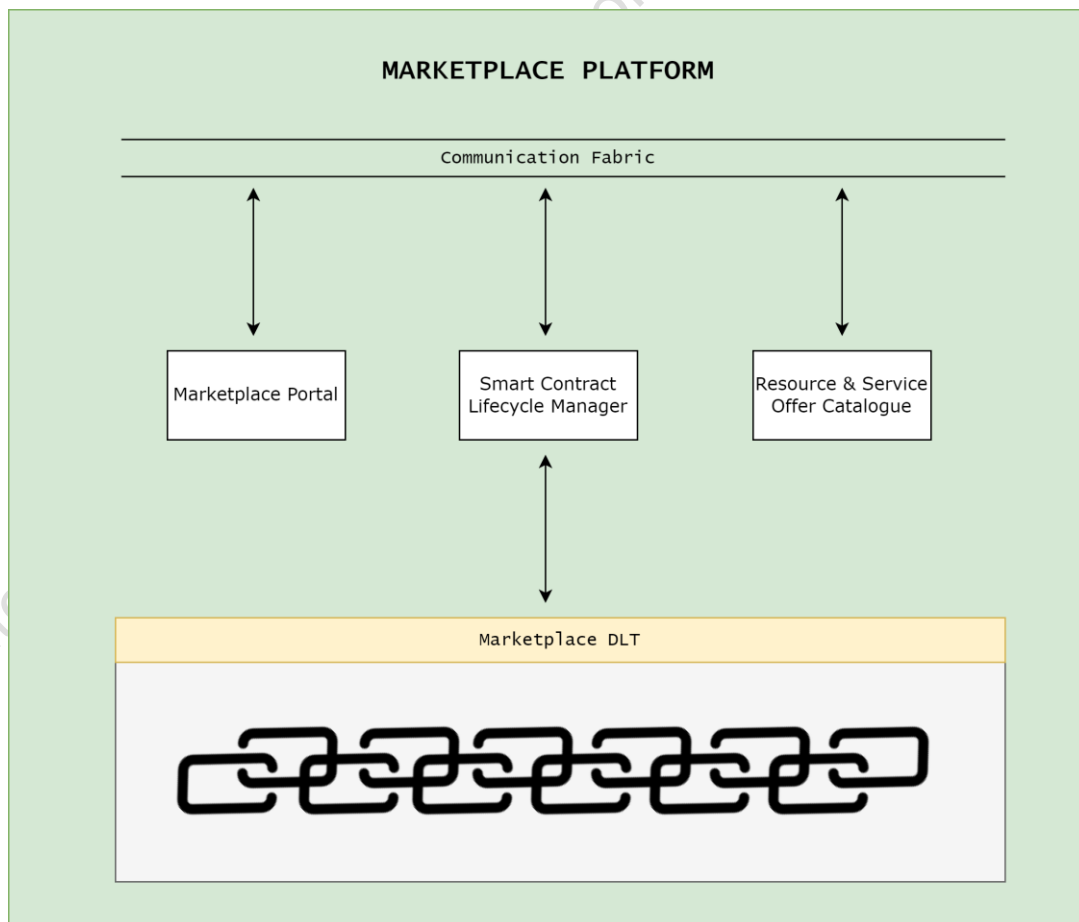 MARKETPLACE PLATFORM
Communication Fabric
Marketplace Portal
Smart Contract
Lifecycle Manager
Resource & Service
Offer Catalogue
Marketplace DLT